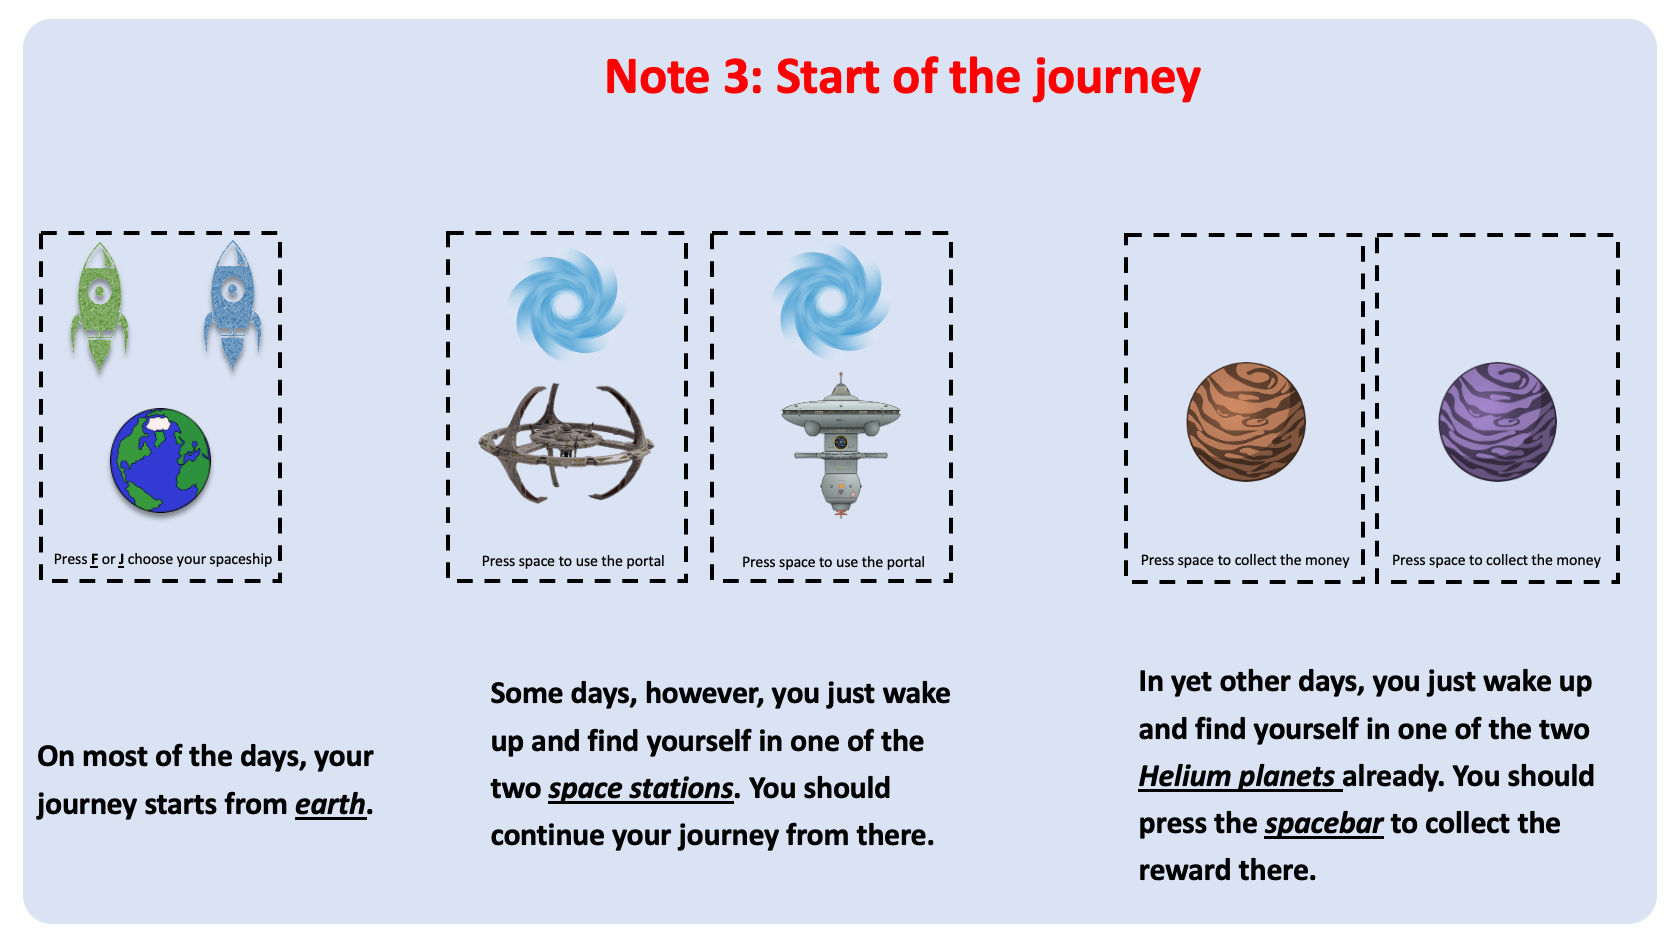 Note 3: Start of the journey
Press F or J choose your spaceship
Press space to use the portal
Press space to use the portal
Press space to collect the money
Press space to collect the money
On most of the days, your
journey starts from earth.
Some days, however, you just wake
up and find yourself in one of the
two space stations. You should
continue your journey from there.
In yet other days, you just wake up
and find yourself in one of the two
Helium planets already. You should
press the spacebar to collect the
reward there.